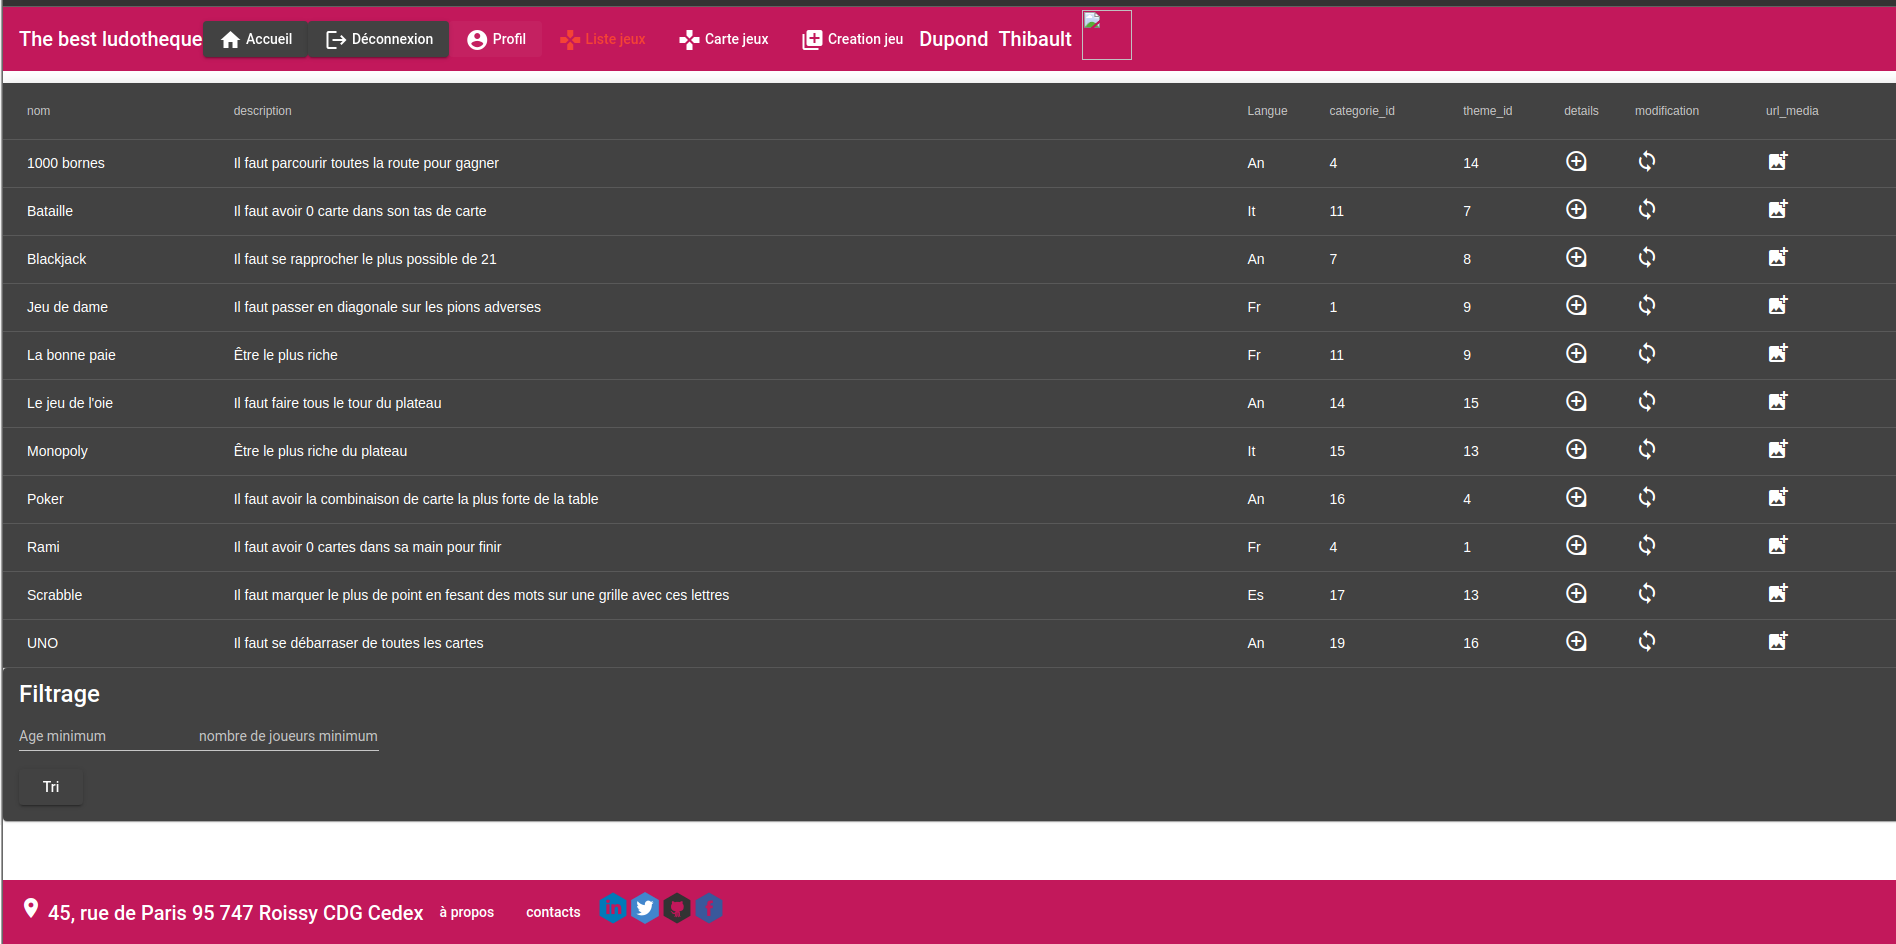 The best ludotheque Accueil Déconnexion Profil Liste jeux Carte jeux Creation jeu Dupond Thibault
nom description Langue categorie_id theme_id details modification url_media
1000 bornes Il faut parcourir toutes la route pour gagner An 4 14
Bataille Il faut avoir 0 carte dans son tas de carte It 11 7
Blackjack Il faut se rapprocher le plus possible de 21 An 7 8
Jeu de dame Il faut passer en diagonale sur les pions adverses Fr 1 9
La bonne paie Être le plus riche Fr 11 9
Le jeu de l'oie Il faut faire tous le tour du plateau An 14 15
Monopoly Être le plus riche du plateau It 15 13
Poker Il faut avoir la combinaison de carte la plus forte de la table An 16 4
Rami Il faut avoir 0 cartes dans sa main pour finir Fr 4 1
Scrabble Il faut marquer le plus de point en fesant des mots sur une grille avec ces lettres Es 17 13
UNO Il faut se débarraser de toutes les cartes An 19 16
Filtrage
Age minimum nombre de joueurs minimum
Tri
45, rue de Paris 95 747 Roissy CDG Cedex à propos contacts